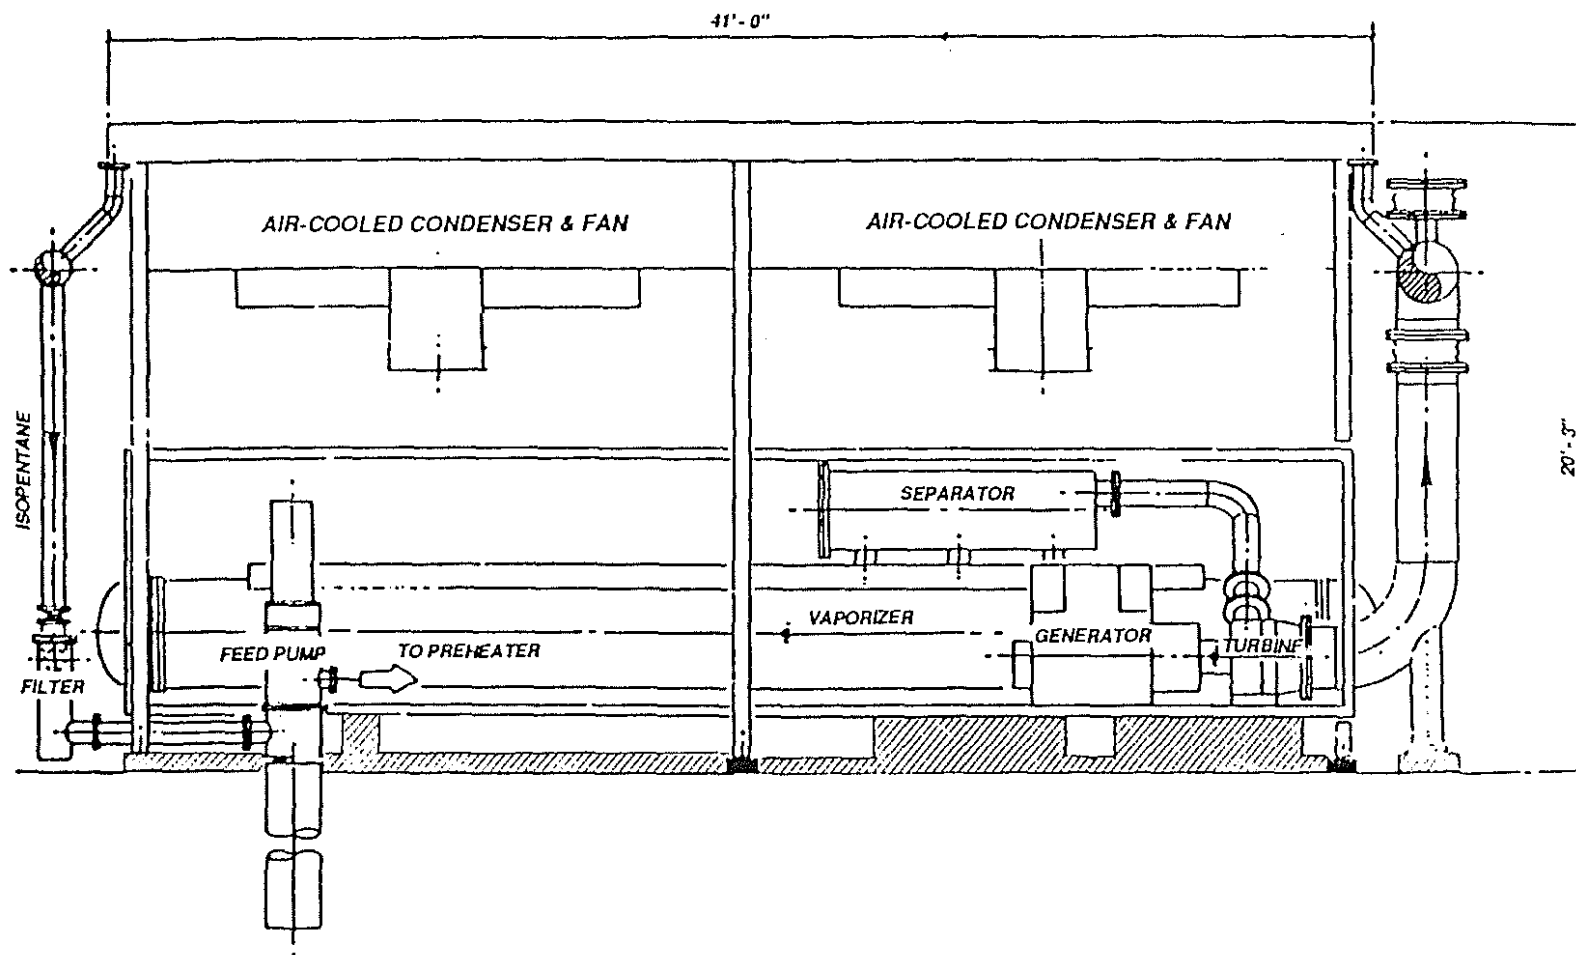 41'-0"
AIR-COOLED CONDENSER & FAN
AIR-COOLED CONDENSER & FAN
ISOPENTANE
20'-3"
SEPARATOR
VAPORIZER
GENERATOR
TURBINE
FEED PUMP
TO PREHEATER
FILTER